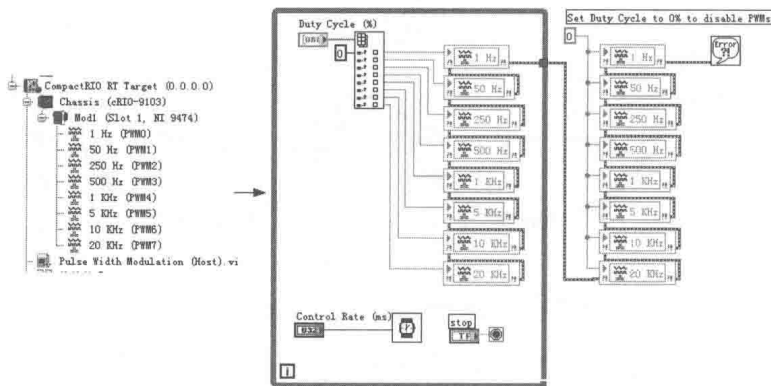 CompactRIO RT Target (0.0.0.0)
Chassis (cRIO-9103)
Mod1 (Slot 1, NI 9474)
1 Hz (PWM0)
50 Hz (PWM1)
250 Hz (PWM2)
500 Hz (PWM3)
1 KHz (PWM4)
5 KHz (PWM5)
10 KHz (PWM6)
20 KHz (PWM7)
Pulse Width Modulation (Host).vi
Duty Cycle (%)
0
1 Hz
50 Hz
250 Hz
500 Hz
1 KHz
5 KHz
10 KHz
20 KHz
Control Rate (ms)
U32
stop
TF
i
Set Duty Cycle to 0% to disable PWMs
0
1 Hz
50 Hz
250 Hz
500 Hz
1 KHz
5 KHz
10 KHz
20 KHz
Error
?!